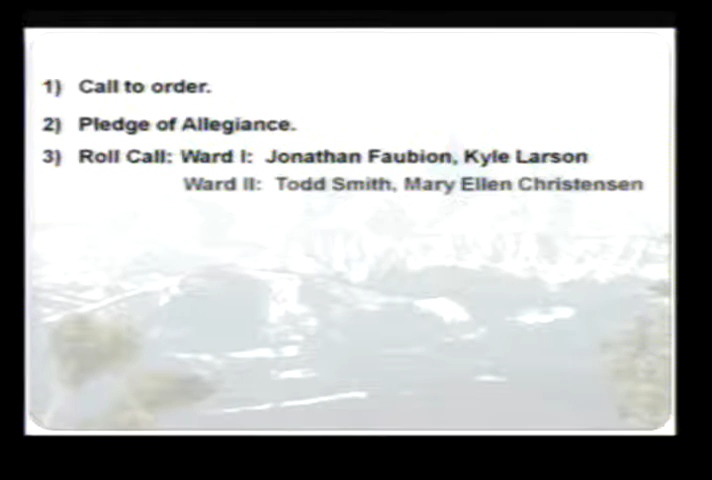 1) Call to order.
2) Pledge of Allegiance.
3) Roll Call: Ward I: Jonathan Faubion, Kyle Larson
Ward II: Todd Smith, Mary Ellen Christensen